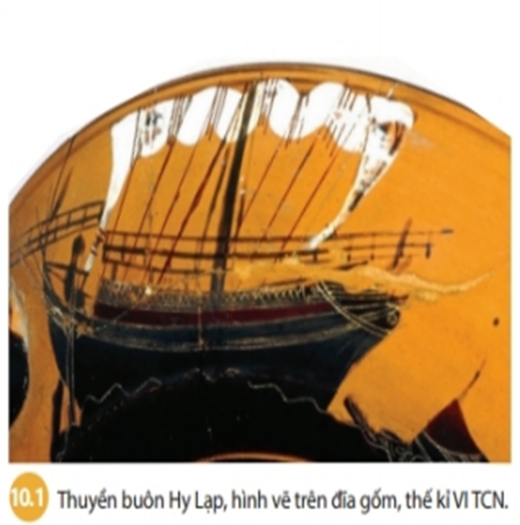 10.1 Thuyền buôn Hy Lạp, hình vẽ trên đĩa gốm, thế kỉ VI TCN.